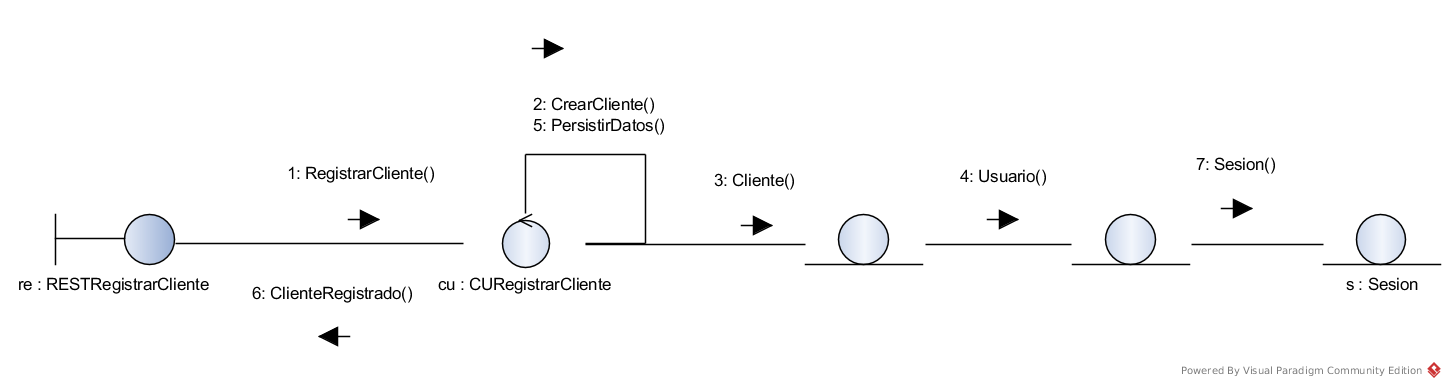 2: CrearCliente()
5: PersistirDatos()
1: RegistrarCliente()
3: Cliente()
4: Usuario()
7: Sesion()
re : RESTRegistrarCliente
cu : CURegistrarCliente
s : Sesion
6: ClienteRegistrado()
Powered By Visual Paradigm Community Edition